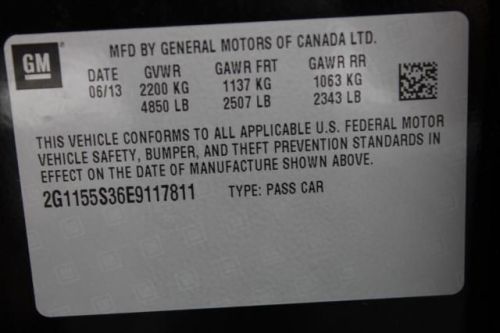 GM
MFD BY GENERAL MOTORS OF CANADA LTD.
DATE GVWR GAWR FRT GAWR RR
06/13 2200 KG 1137 KG 1063 KG
4850 LB 2507 LB 2343 LB
THIS VEHICLE CONFORMS TO ALL APPLICABLE U.S. FEDERAL MOTOR
VEHICLE SAFETY, BUMPER, AND THEFT PREVENTION STANDARDS IN
EFFECT ON THE DATE OF MANUFACTURE SHOWN ABOVE.
2G1155S36E9117811 TYPE: PASS CAR